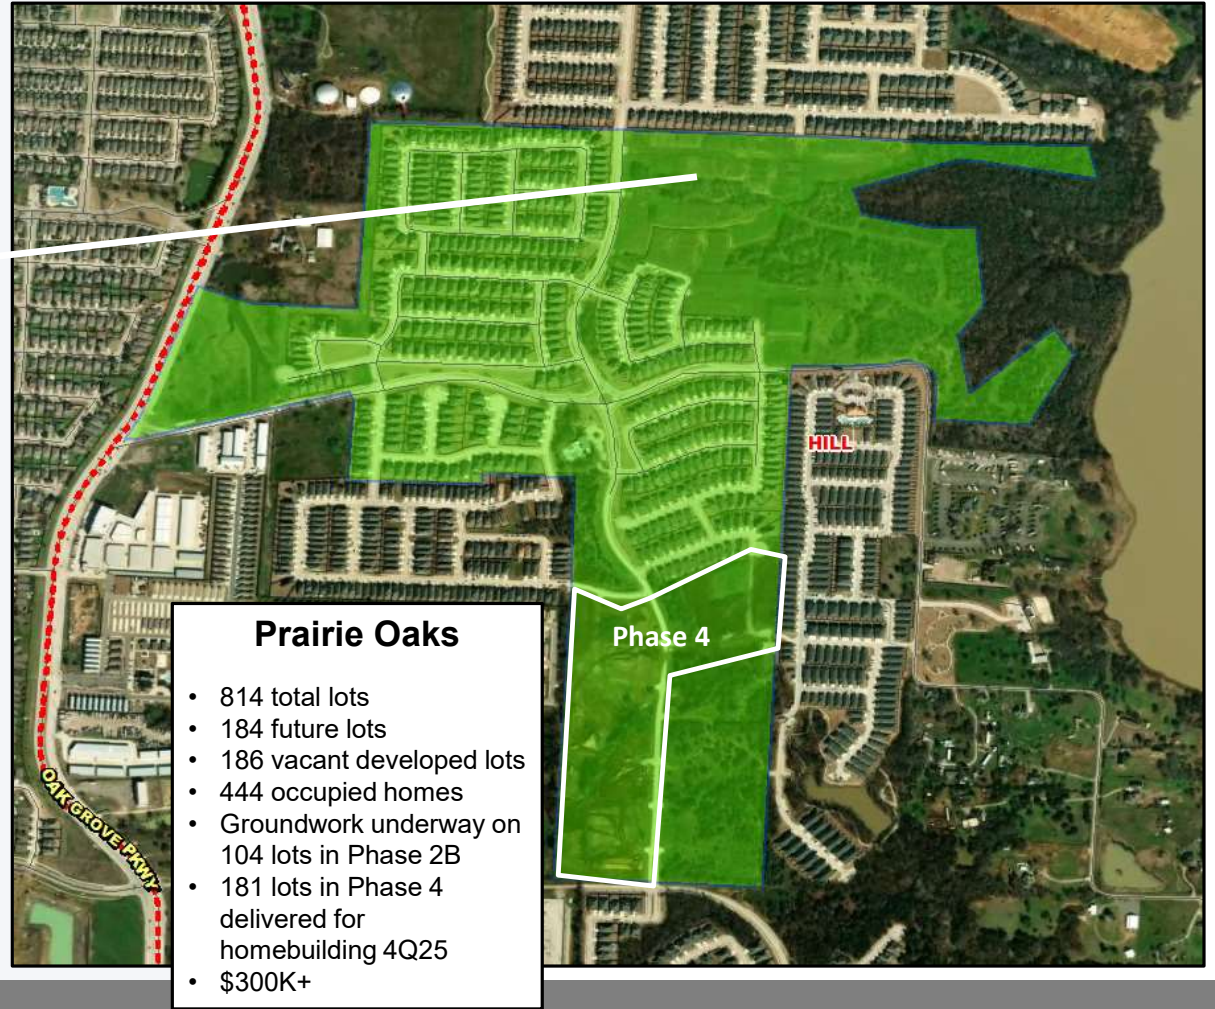 HILL
Phase 4
OAK GROVE PKWY
Prairie Oaks
• 814 total lots
• 184 future lots
• 186 vacant developed lots
• 444 occupied homes
• Groundwork underway on
104 lots in Phase 2B
• 181 lots in Phase 4
delivered for
homebuilding 4Q25
• $300K+